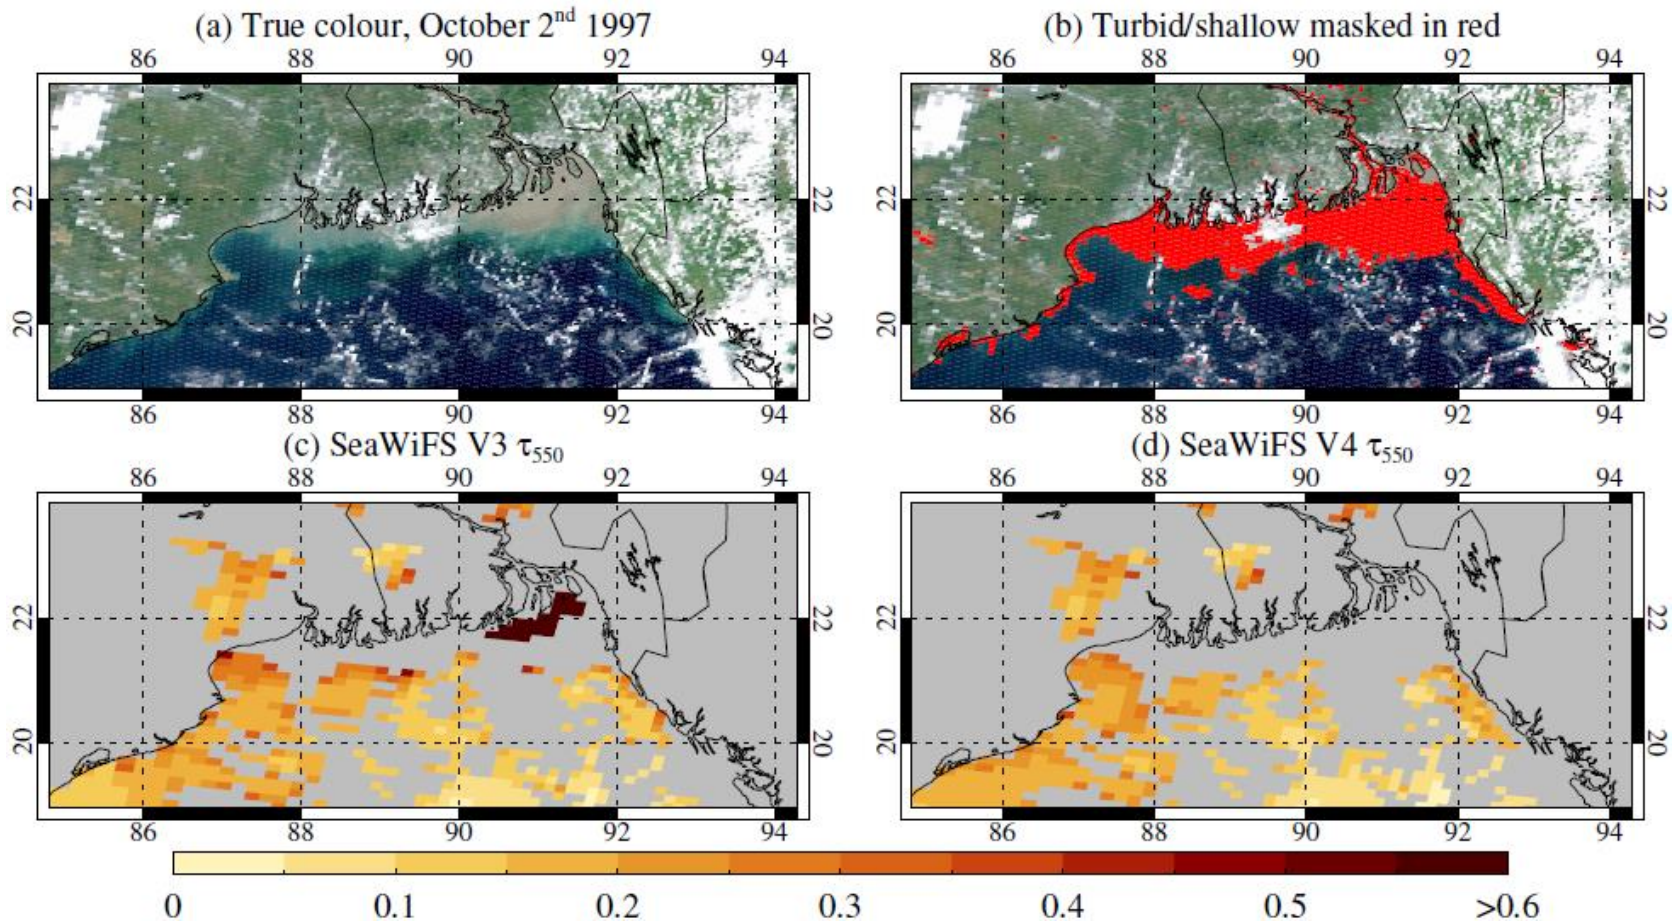 (a) True colour, October 2nd 1997
86 88 90 92 94
22 22
20 20
86 88 90 92 94
(b) Turbid/shallow masked in red
86 88 90 92 94
22 22
20 20
86 88 90 92 94
(c) SeaWiFS V3 τ550
86 88 90 92 94
22 22
20 20
86 88 90 92 94
(d) SeaWiFS V4 τ550
86 88 90 92 94
22 22
20 20
86 88 90 92 94
0 0.1 0.2 0.3 0.4 0.5 >0.6